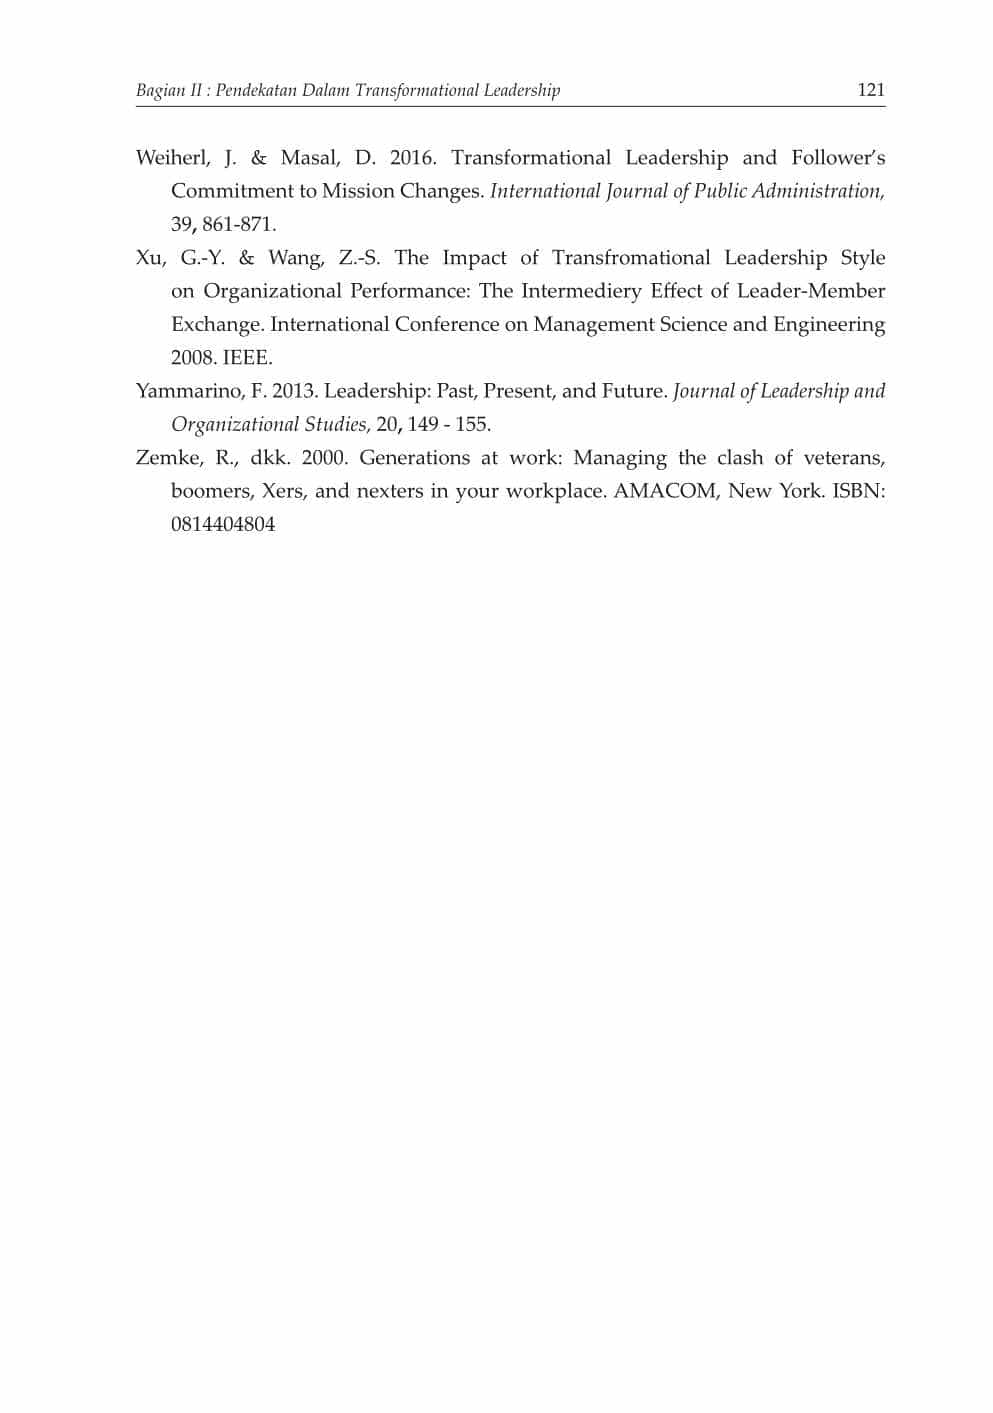 Bagian II : Pendekatan Dalam Transformational Leadership 121
Weiherl, J. & Masal, D. 2016. Transformational Leadership and Follower’s
Commitment to Mission Changes. International Journal of Public Administration,
39, 861-871.
Xu, G.-Y. & Wang, Z.-S. The Impact of Transfromational Leadership Style
on Organizational Performance: The Intermediery Effect of Leader-Member
Exchange. International Conference on Management Science and Engineering
2008. IEEE.
Yammarino, F. 2013. Leadership: Past, Present, and Future. Journal of Leadership and
Organizational Studies, 20, 149 - 155.
Zemke, R., dkk. 2000. Generations at work: Managing the clash of veterans,
boomers, Xers, and nexters in your workplace. AMACOM, New York. ISBN:
0814404804